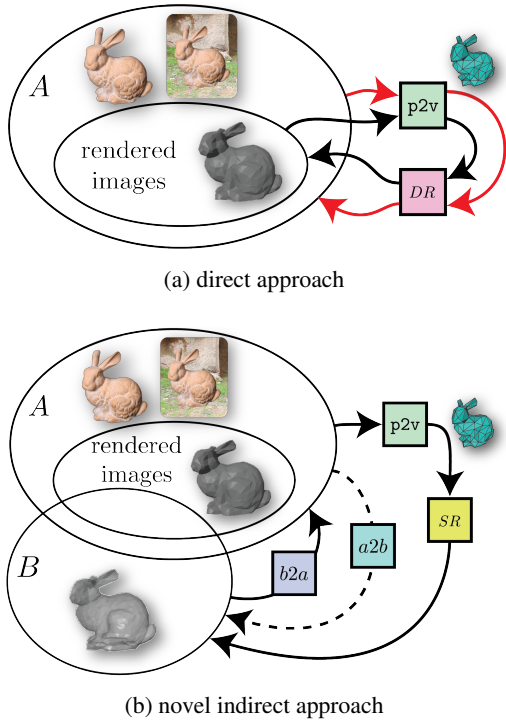 A
p2v
rendered
images
DR
(a) direct approach
A
p2v
rendered
images
SR
a2b
B
b2a
(b) novel indirect approach